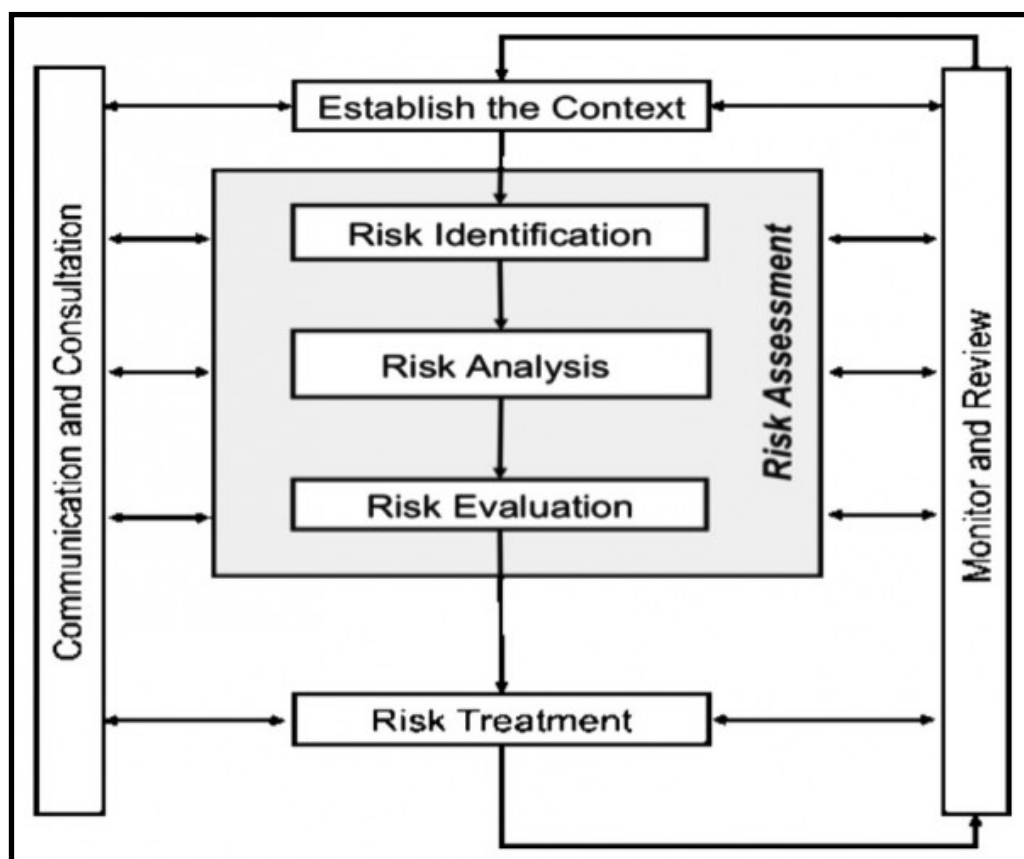 Communication and Consultation
Establish the Context
Risk Identification
Risk Analysis
Risk Evaluation
Risk Assessment
Risk Treatment
Monitor and Review